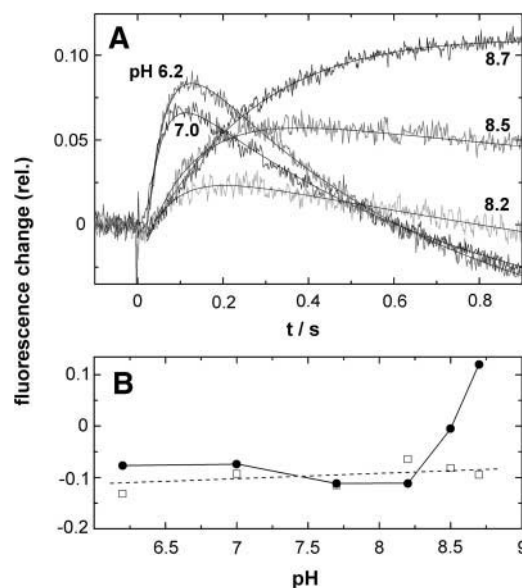 A
0.10
8.7
pH 6.2
7.0
0.05
8.5
0
8.2
0 0.2 0.4 0.6 0.8
t / s
fluorescence change (rel.)
B
0.1
0
-0.1
-0.2
6.5 7 7.5 8 8.5 9
pH